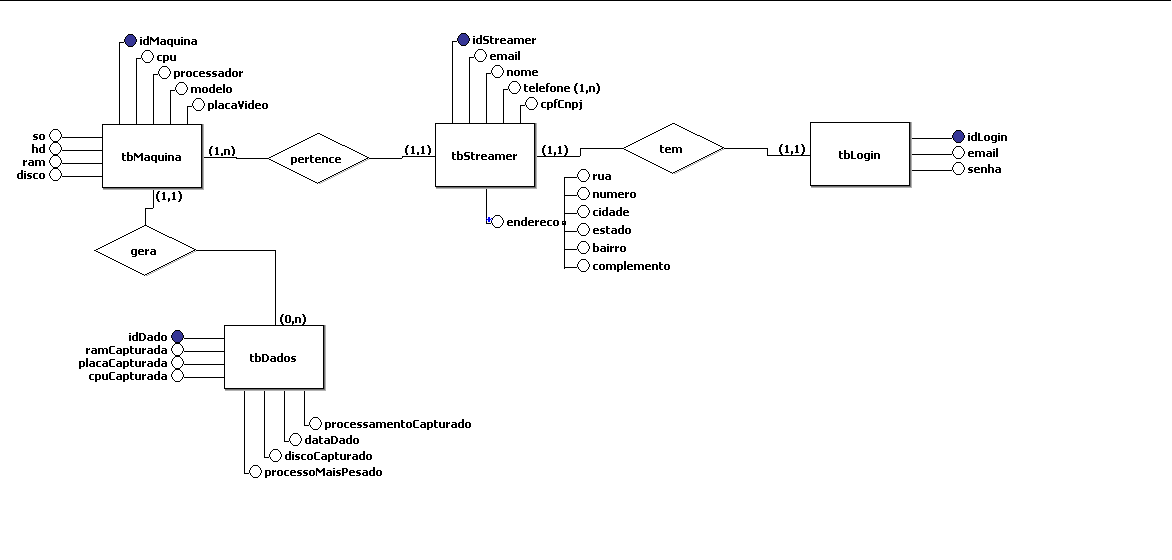 idMaquina
cpu
processador
modelo
placaVideo
so
hd
ram
disco
tbMaquina
(1,n)
(1,1)
pertence
idStreamer
email
nome
telefone (1,n)
cpfCnpj
(1,1)
tbStreamer
(1,1)
endereco
rua
numero
cidade
estado
bairro
complemento
tem
(1,1)
tbLogin
idLogin
email
senha
gera
(0,n)
idDado
ramCapturada
placaCapturada
cpuCapturada
tbDados
processamentoCapturado
dataDado
discoCapturado
processoMaisPesado